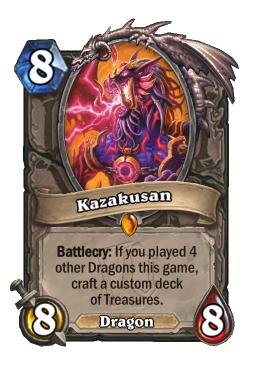 8
Kazakusan
Battlecry: If you played 4
other Dragons this game,
craft a custom deck
of Treasures.
8
Dragon
8